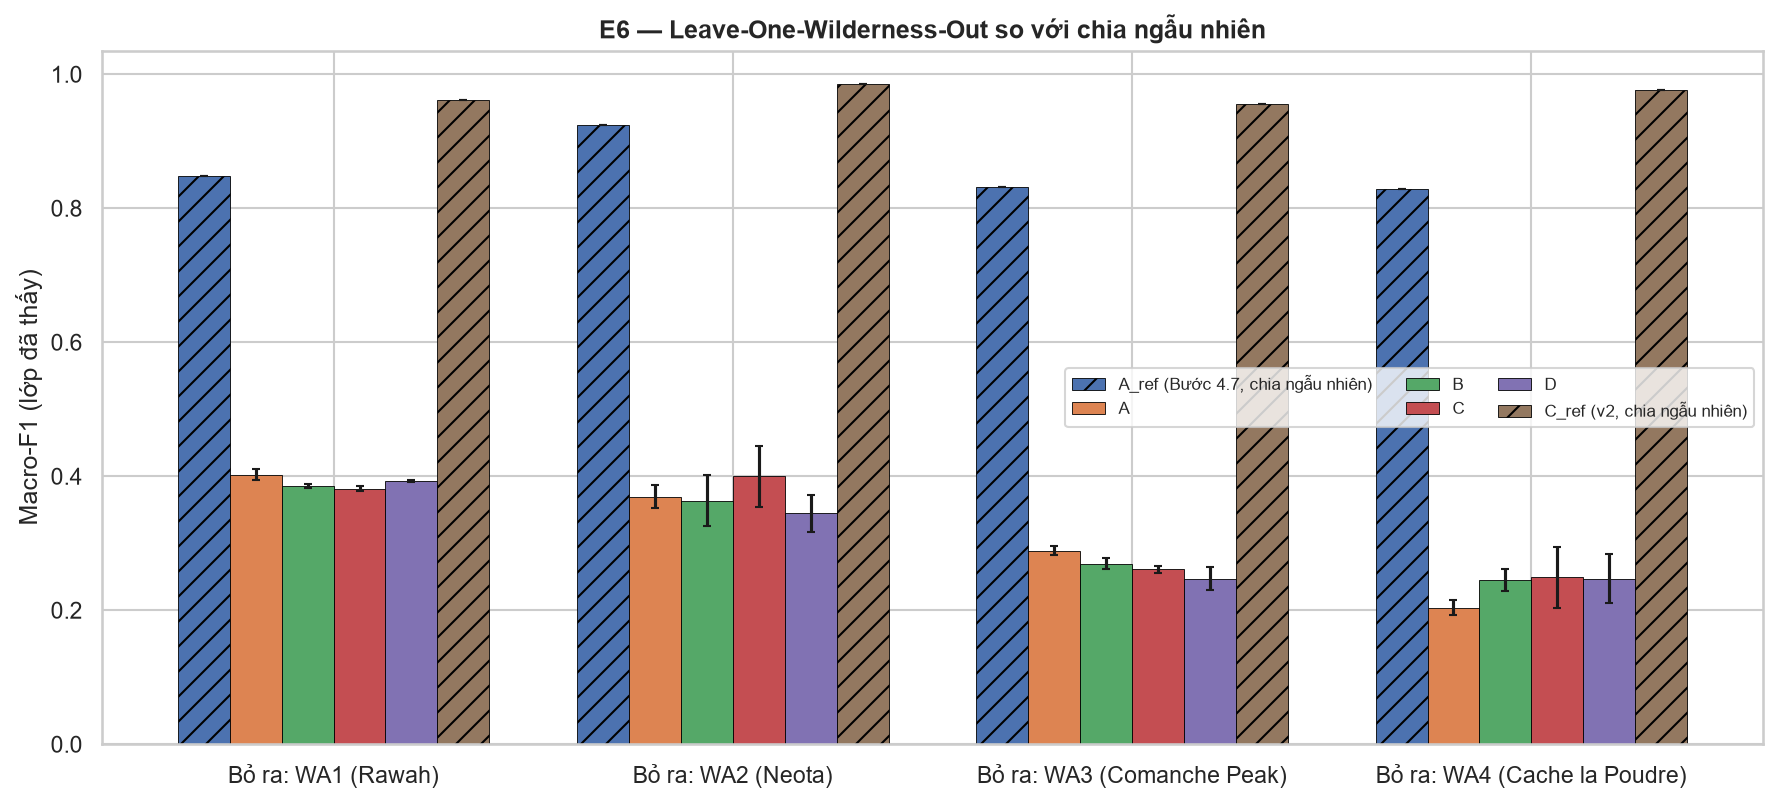 E6 — Leave-One-Wilderness-Out so với chia ngẫu nhiên
Macro-F1 (lớp đã thấy)
1.0
0.8
0.6
0.4
0.2
0.0
A_ref (Bước 4.7, chia ngẫu nhiên)
A
B
C
D
C_ref (v2, chia ngẫu nhiên)
Bỏ ra: WA1 (Rawah)
Bỏ ra: WA2 (Neota)
Bỏ ra: WA3 (Comanche Peak)
Bỏ ra: WA4 (Cache la Poudre)